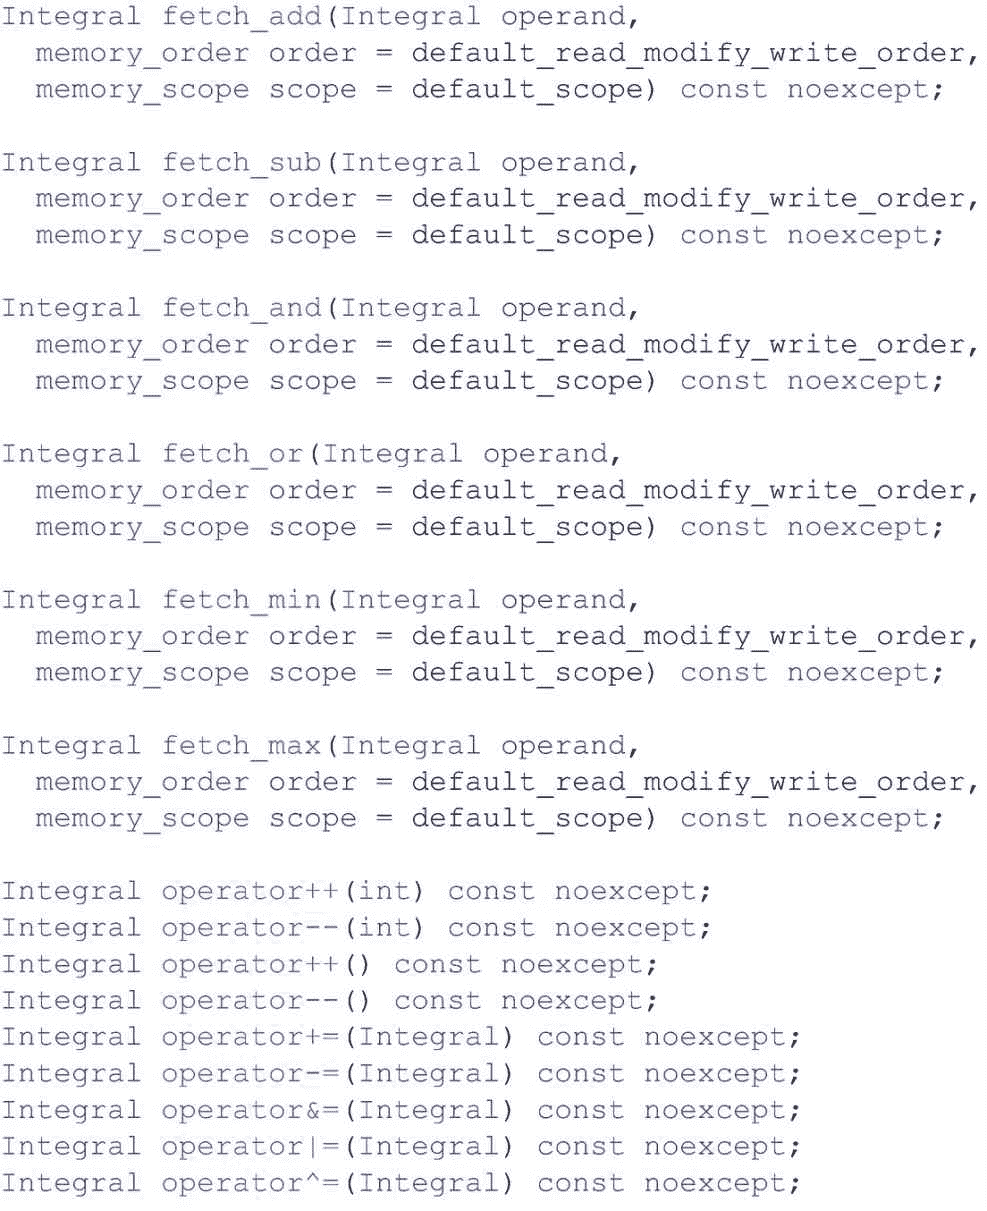 Integral fetch_add(Integral operand,
  memory_order order = default_read_modify_write_order,
  memory_scope scope = default_scope) const noexcept;

Integral fetch_sub(Integral operand,
  memory_order order = default_read_modify_write_order,
  memory_scope scope = default_scope) const noexcept;

Integral fetch_and(Integral operand,
  memory_order order = default_read_modify_write_order,
  memory_scope scope = default_scope) const noexcept;

Integral fetch_or(Integral operand,
  memory_order order = default_read_modify_write_order,
  memory_scope scope = default_scope) const noexcept;

Integral fetch_min(Integral operand,
  memory_order order = default_read_modify_write_order,
  memory_scope scope = default_scope) const noexcept;

Integral fetch_max(Integral operand,
  memory_order order = default_read_modify_write_order,
  memory_scope scope = default_scope) const noexcept;

Integral operator++(int) const noexcept;
Integral operator--(int) const noexcept;
Integral operator++() const noexcept;
Integral operator--() const noexcept;
Integral operator+=(Integral) const noexcept;
Integral operator-=(Integral) const noexcept;
Integral operator&=(Integral) const noexcept;
Integral operator|=(Integral) const noexcept;
Integral operator^=(Integral) const noexcept;